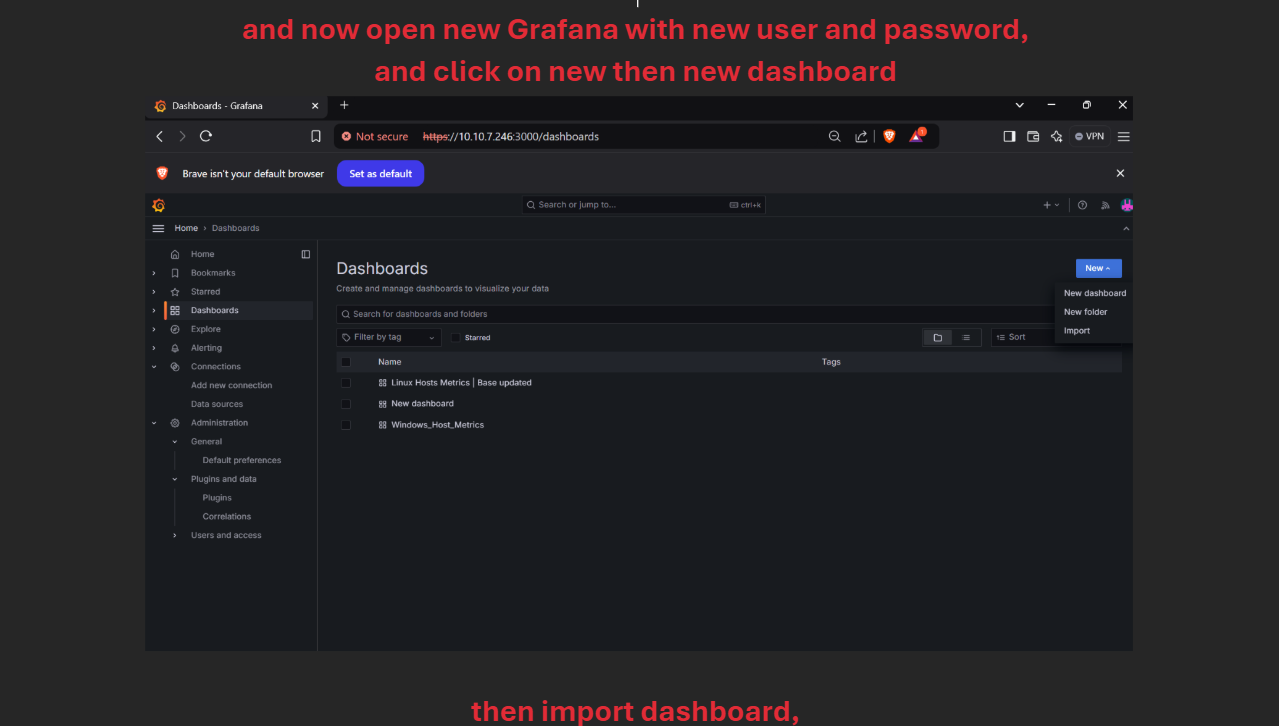 and now open new Grafana with new user and password,
and click on new then new dashboard
Dashboards - Grafana
Not secure https://10.10.7.246:3000/dashboards
1
VPN
Brave isn't your default browser
Set as default
Search or jump to...
ctrl+k
Home › Dashboards
Home
Bookmarks
Starred
Dashboards
Explore
Alerting
Connections
Add new connection
Data sources
Administration
General
Default preferences
Plugins and data
Plugins
Correlations
Users and access
Dashboards
Create and manage dashboards to visualize your data
New
New dashboard
New folder
Import
Search for dashboards and folders
Filter by tag
Starred
Sort
Name Tags
Linux Hosts Metrics | Base updated
New dashboard
Windows_Host_Metrics
then import dashboard,